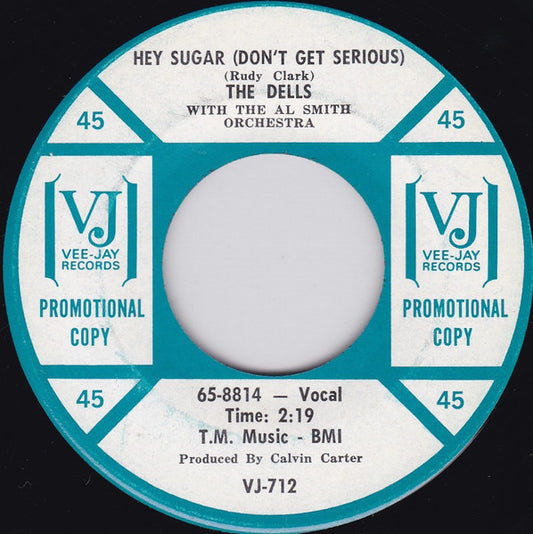 HEY SUGAR (DON'T GET SERIOUS)
(Rudy Clark)
THE DELLS
WITH THE AL SMITH
ORCHESTRA
45
45
VJ
VEE-JAY
RECORDS
PROMOTIONAL
COPY
VJ
VEE-JAY
RECORDS
PROMOTIONAL
COPY
45
45
65-8814 — Vocal
Time: 2:19
T.M. Music - BMI
Produced By Calvin Carter
VJ-712